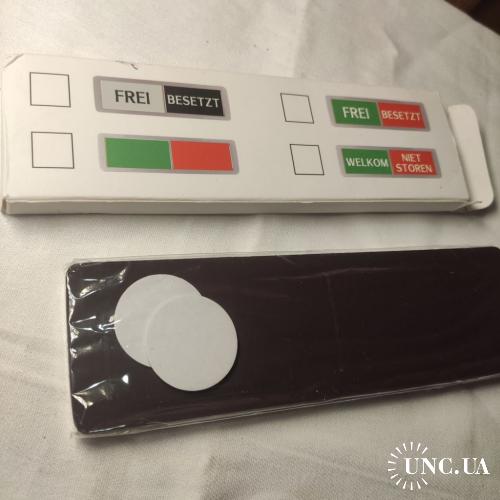 FREI BESETZT
FREI BESETZT
WELKOM NIET
STOREN
UNC.UA